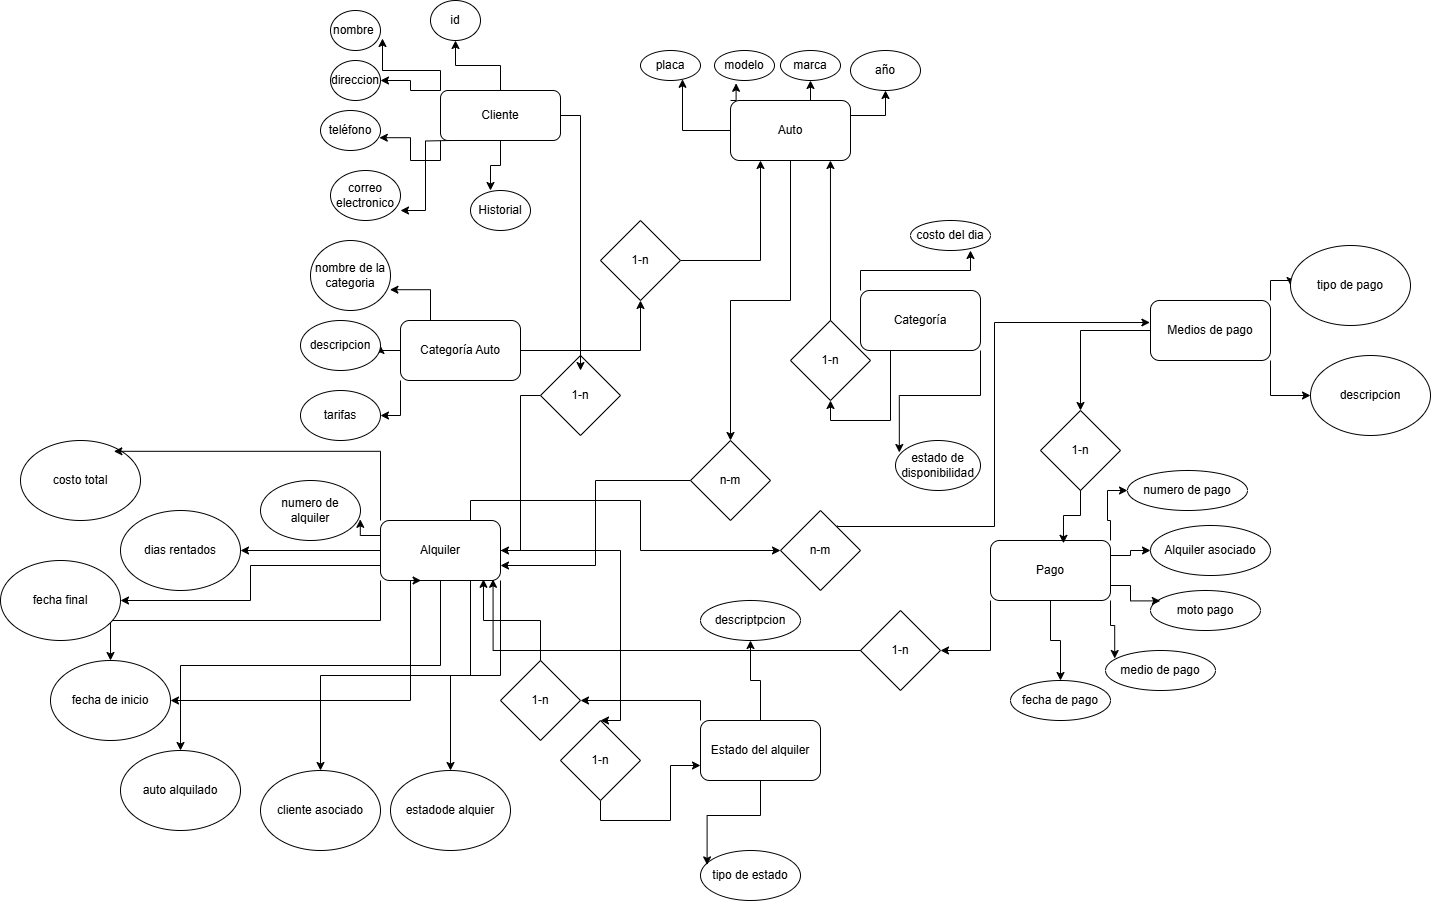 id
nombre
direccion
Cliente
teléfono
correo
electronico
Historial
placa
modelo
marca
año
Auto
nombre de la
categoria
descripcion
Categoría Auto
tarifas
1-n
1-n
costo del dia
Categoría
1-n
estado de
disponibilidad
tipo de pago
Medios de pago
descripcion
1-n
costo total
numero de
alquiler
dias rentados
Alquiler
fecha final
fecha de inicio
auto alquilado
cliente asociado
estadode alquier
n-m
n-m
numero de pago
Alquiler asociado
Pago
moto pago
medio de pago
fecha de pago
1-n
descriptpcion
1-n
1-n
Estado del alquiler
tipo de estado